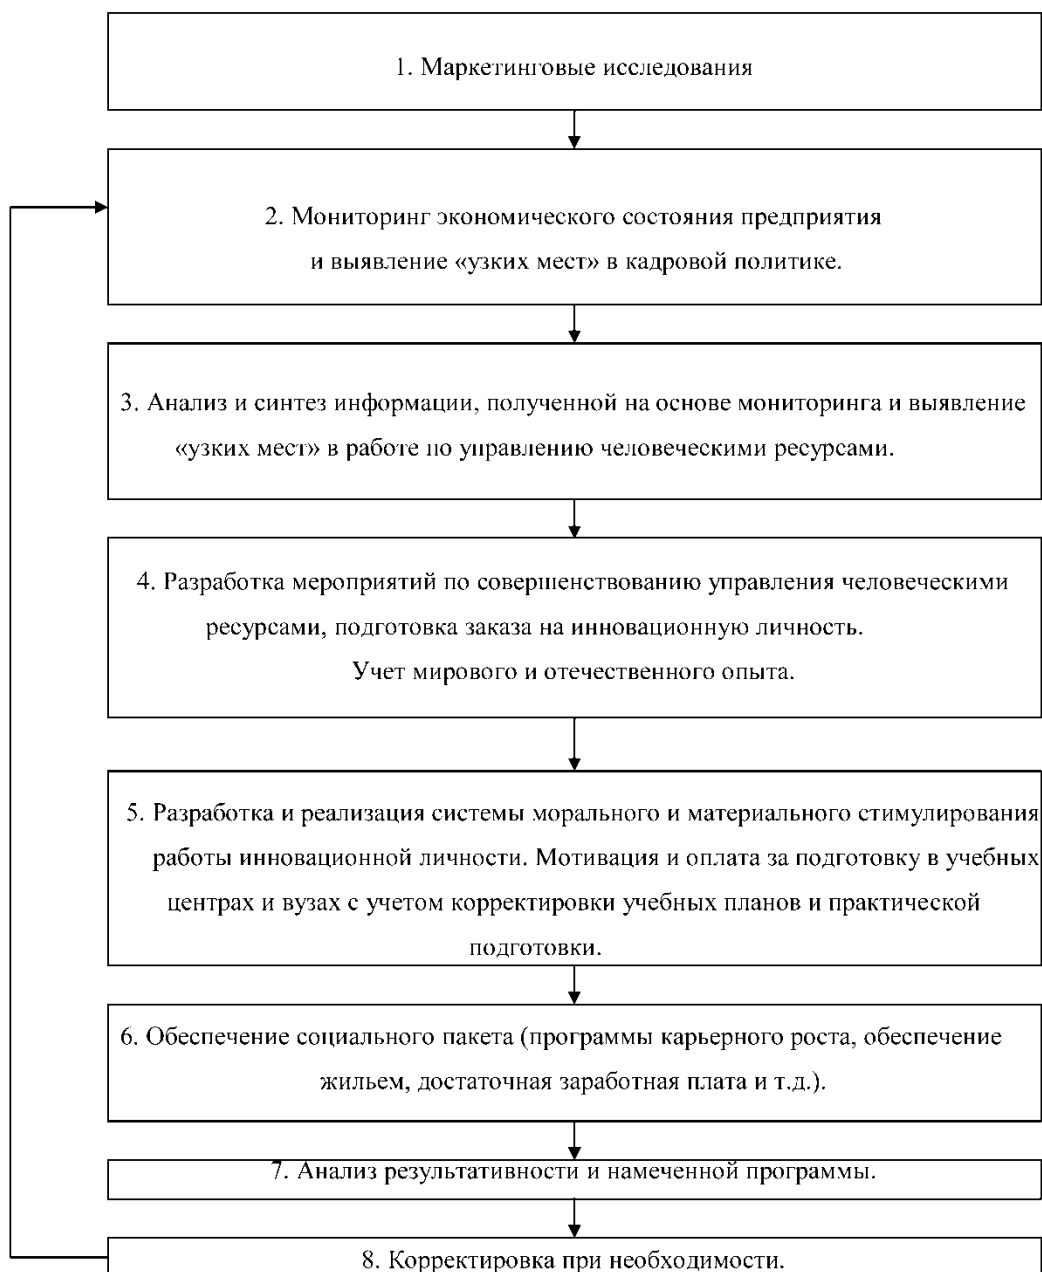 1. Маркетинговые исследования
2. Мониторинг экономического состояния предприятия
и выявление «узких мест» в кадровой политике.
3. Анализ и синтез информации, полученной на основе мониторинга и выявление
«узких мест» в работе по управлению человеческими ресурсами.
4. Разработка мероприятий по совершенствованию управления человеческими
ресурсами, подготовка заказа на инновационную личность.
Учет мирового и отечественного опыта.
5. Разработка и реализация системы морального и материального стимулирования
работы инновационной личности. Мотивация и оплата за подготовку в учебных
центрах и вузах с учетом корректировки учебных планов и практической
подготовки.
6. Обеспечение социального пакета (программы карьерного роста, обеспечение
жильем, достаточная заработная плата и т.д.).
7. Анализ результативности и намеченной программы.
8. Корректировка при необходимости.